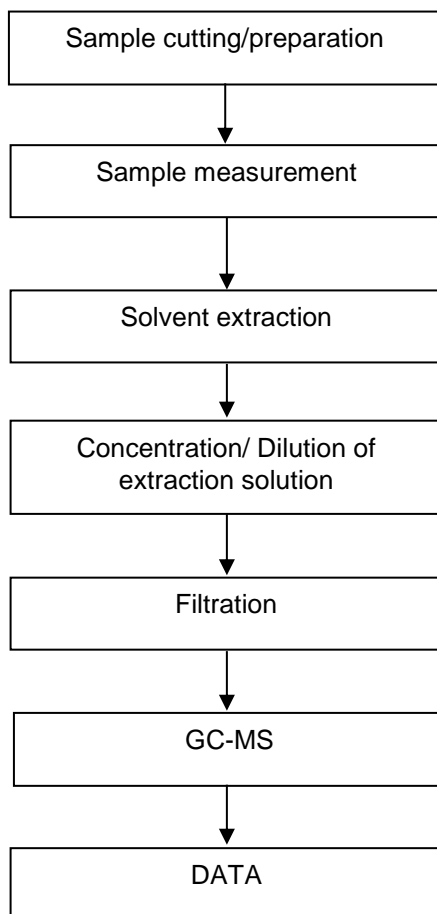 Sample cutting/preparation
Sample measurement
Solvent extraction
Concentration/ Dilution of
extraction solution
Filtration
GC-MS
DATA